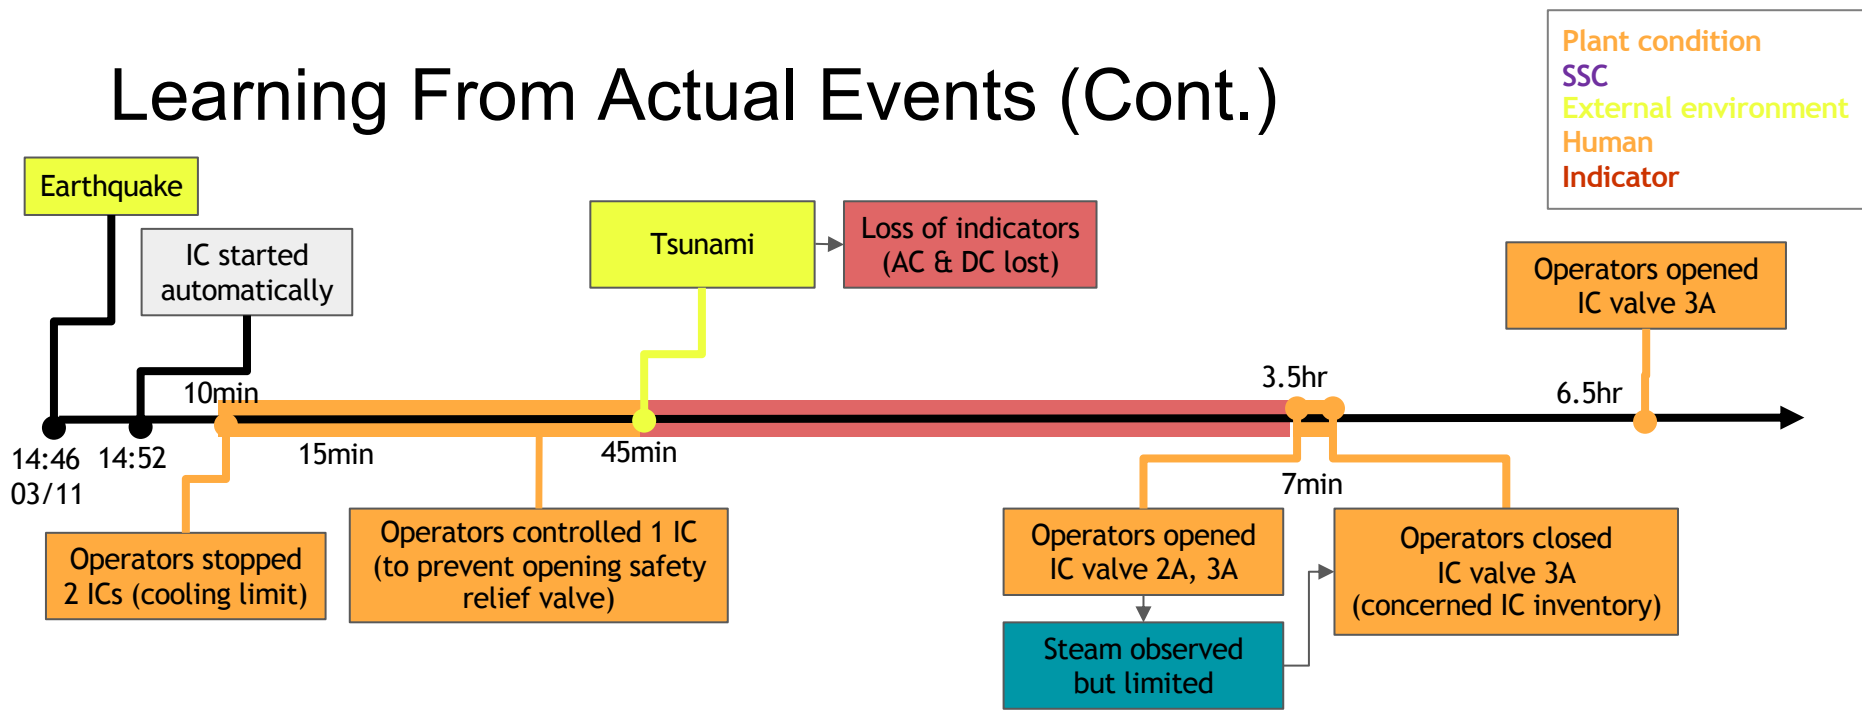 Learning From Actual Events (Cont.)
Plant condition
SSC
External environment
Human
Indicator
Earthquake
IC started
automatically
Tsunami
Loss of indicators
(AC & DC lost)
Operators opened
IC valve 3A
10min
3.5hr
6.5hr
14:46
03/11
14:52
15min
45min
7min
Operators stopped
2 ICs (cooling limit)
Operators controlled 1 IC
(to prevent opening safety
relief valve)
Operators opened
IC valve 2A, 3A
Operators closed
IC valve 3A
(concerned IC inventory)
Steam observed
but limited